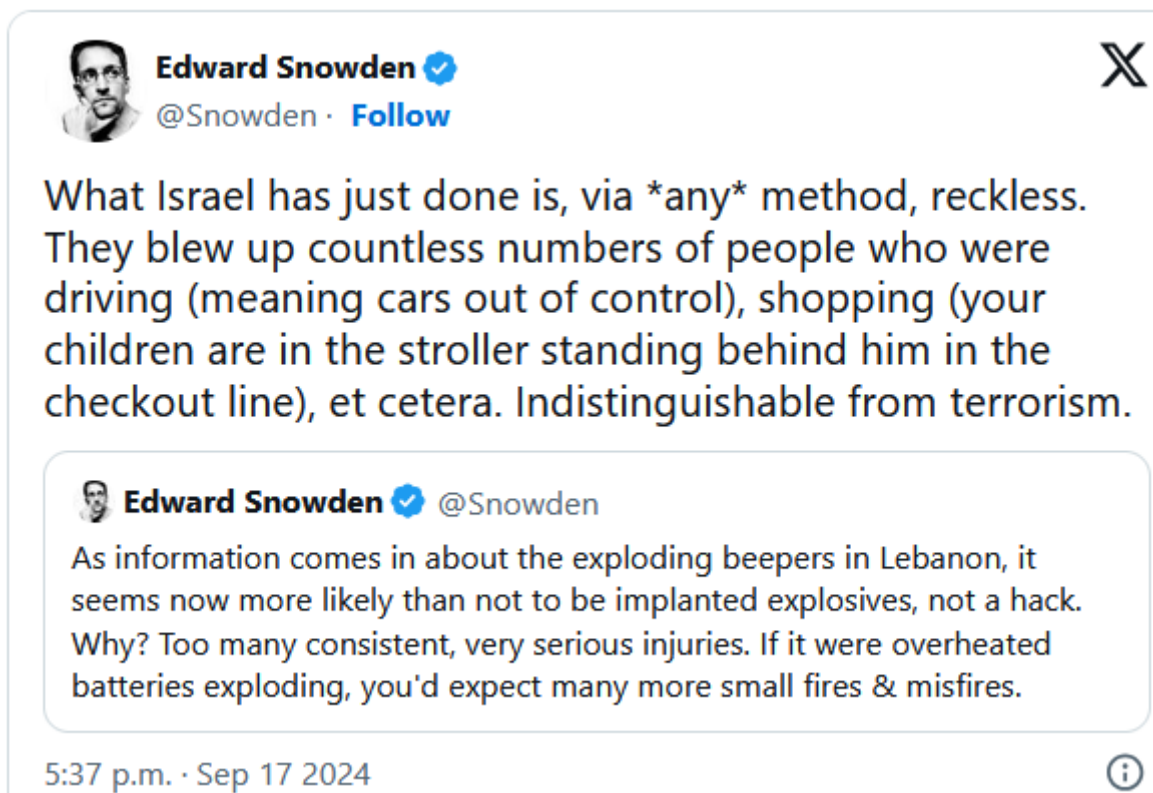 Edward Snowden
@Snowden · Follow
What Israel has just done is, via *any* method, reckless.
They blew up countless numbers of people who were
driving (meaning cars out of control), shopping (your
children are in the stroller standing behind him in the
checkout line), et cetera. Indistinguishable from terrorism.
Edward Snowden @Snowden
As information comes in about the exploding beepers in Lebanon, it
seems now more likely than not to be implanted explosives, not a hack.
Why? Too many consistent, very serious injuries. If it were overheated
batteries exploding, you'd expect many more small fires & misfires.
5:37 p.m. · Sep 17 2024